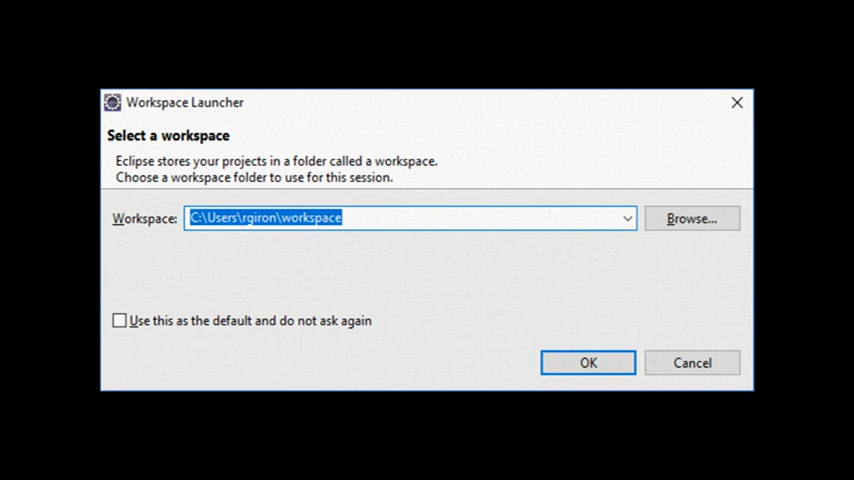 Workspace Launcher
Select a workspace
Eclipse stores your projects in a folder called a workspace.
Choose a workspace folder to use for this session.
Workspace: C:\Users\rgiron\workspace Browse...
Use this as the default and do not ask again
OK Cancel